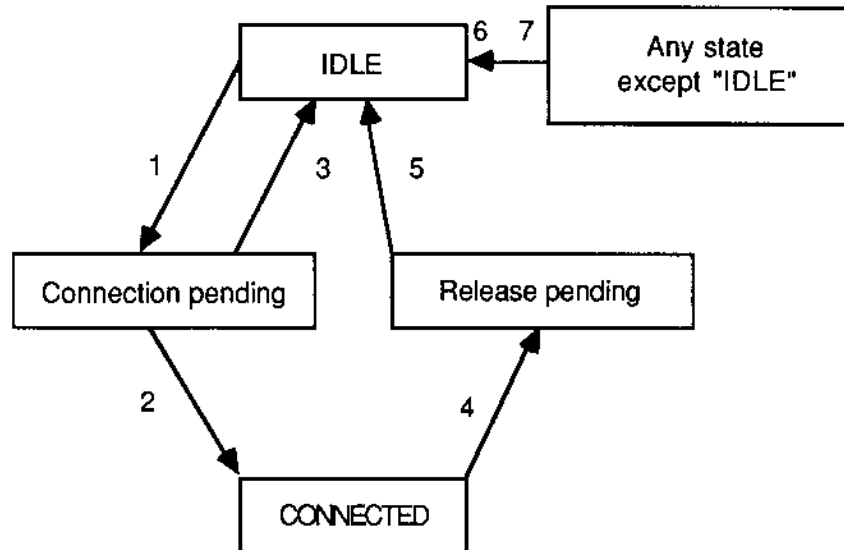 6 7
IDLE
Any state
except "IDLE"
1
3
5
Connection pending
Release pending
2
4
CONNECTED